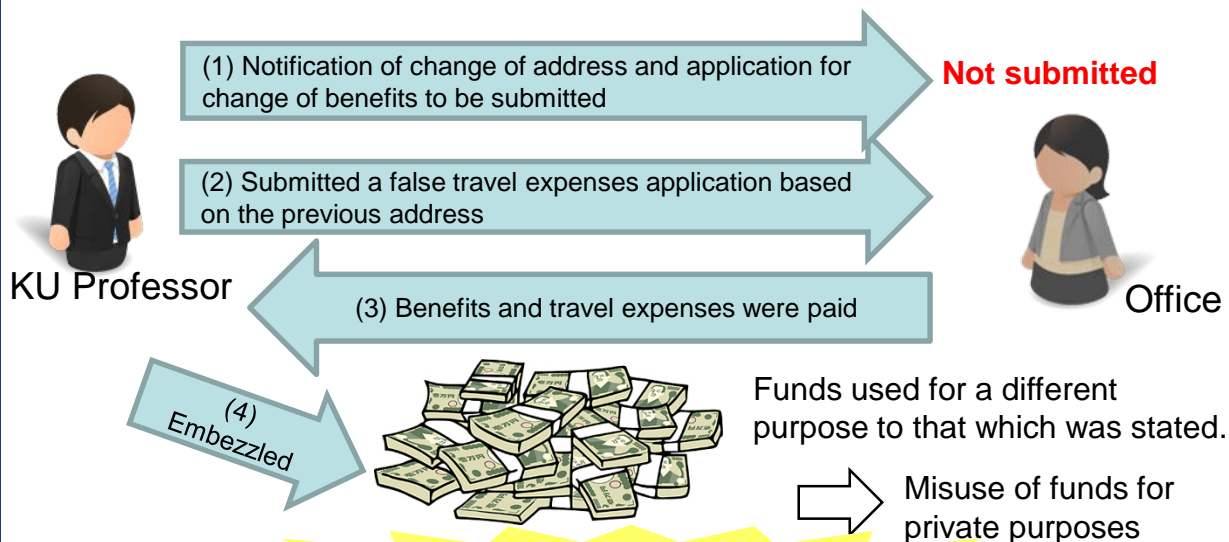 (1) Notification of change of address and application for
change of benefits to be submitted
Not submitted
(2) Submitted a false travel expenses application based
on the previous address
KU Professor
Office
(3) Benefits and travel expenses were paid
(4)
Embezzled
Funds used for a different
purpose to that which was stated.
Misuse of funds for
private purposes